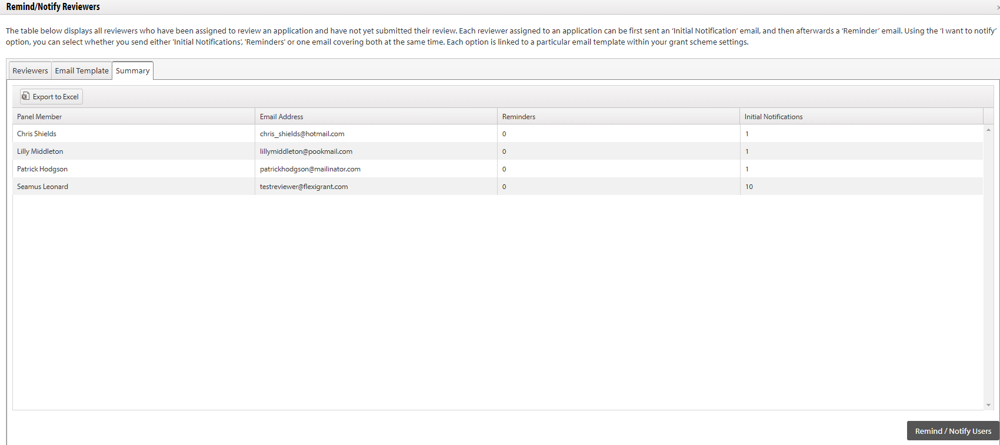 Remind/Notify Reviewers
The table below displays all reviewers who have been assigned to review an application and have not yet submitted their review. Each reviewer assigned to an application can be first sent an ‘Initial Notification’ email, and then afterwards a ‘Reminder’ email. Using the ‘I want to notify’
option, you can select whether you send either 'Initial Notifications', 'Reminders' or one email covering both at the same time. Each option is linked to a particular email template within your grant scheme settings.
Reviewers Email Template Summary
Export to Excel
Panel Member Email Address Reminders Initial Notifications
Chris Shields chris_shields@hotmail.com 0 1
Lilly Middleton lillymiddleton@pookmail.com 0 1
Patrick Hodgson patrickhodgson@mailinator.com 0 1
Seamus Leonard testreviewer@flexigrant.com 0 10
Remind / Notify Users